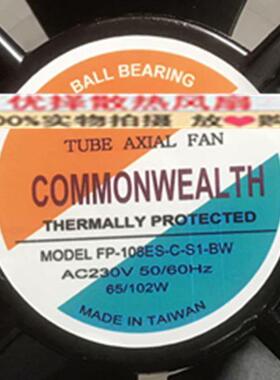 BALL BEARING
优择散热风扇
00%实物拍摄 放❤购
TUBE AXIAL FAN
COMMONWEALTH
THERMALLY PROTECTED
MODEL FP-108ES-C-S1-BW
AC230V 50/60Hz
65/102W
MADE IN TAIWAN